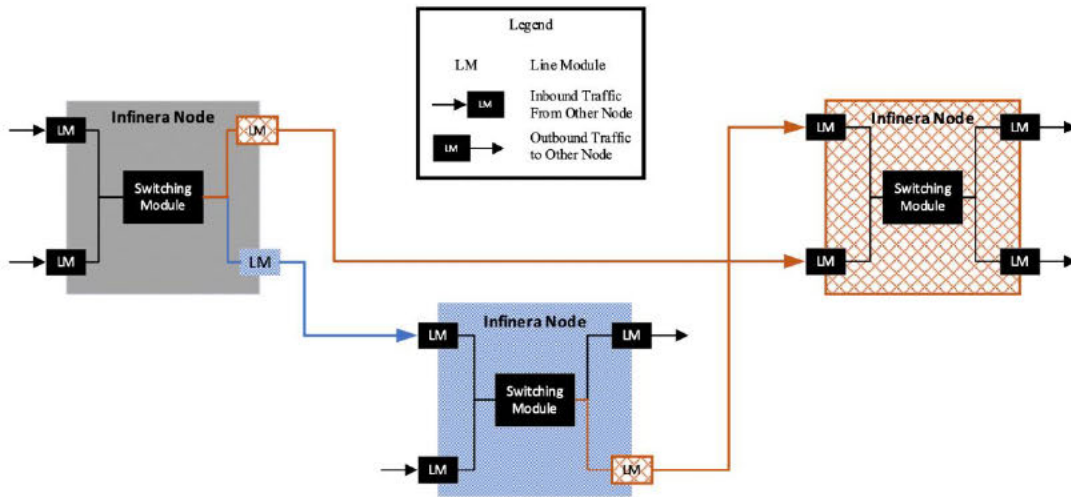 Legend
LM Line Module
LM Inbound Traffic
From Other Node
LM Outbound Traffic
to Other Node
Infinera Node
LM
LM
Switching
Module
LM
LM
Infinera Node
LM
LM
Switching
Module
LM
LM
Infinera Node
LM
LM
Switching
Module
LM
LM